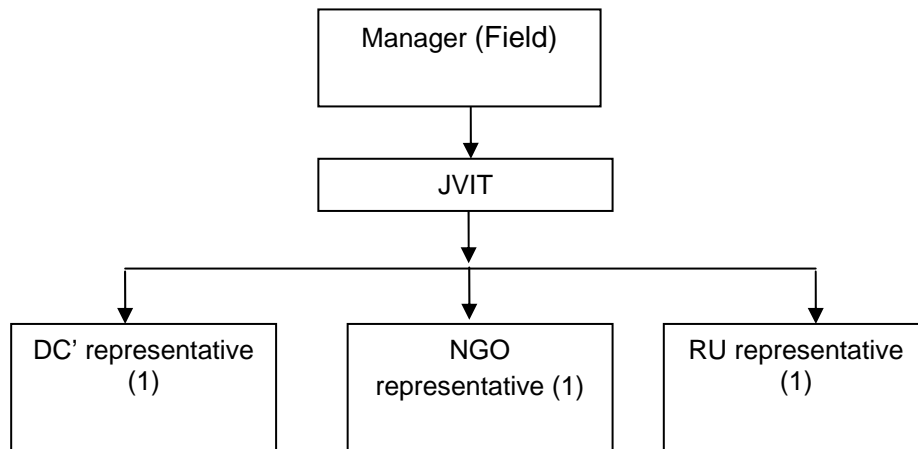 Manager (Field)
JVIT
DC’ representative
(1)
NGO
representative (1)
RU representative
(1)